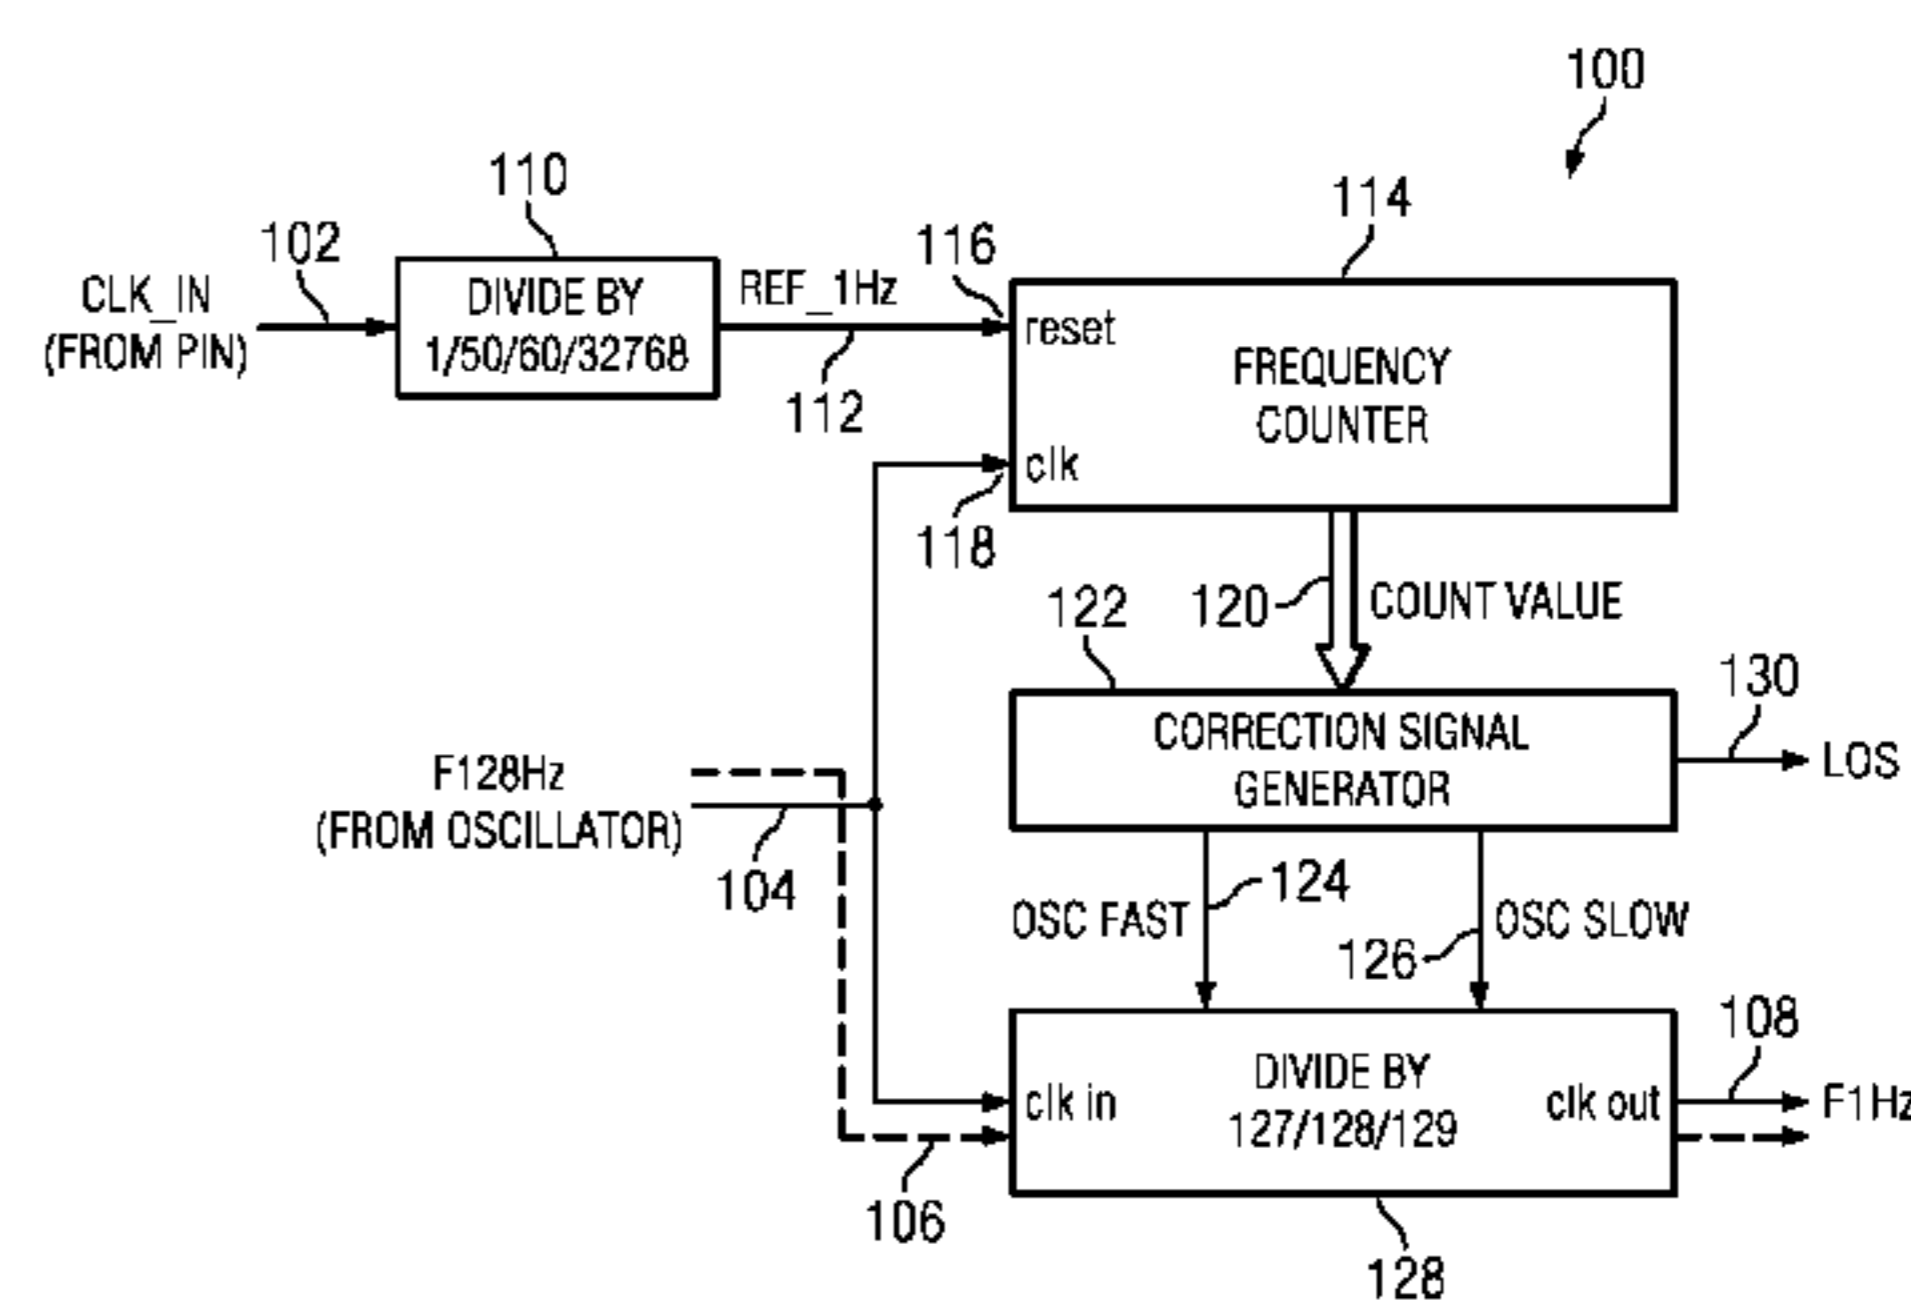 100
110
114
102
116
CLK_IN
(FROM PIN)
DIVIDE BY
1/50/60/32768
REF_1Hz
112
reset
FREQUENCY
COUNTER
clk
118
120
COUNT VALUE
122
130
CORRECTION SIGNAL
GENERATOR
LOS
F128Hz
(FROM OSCILLATOR)
104
124
OSC FAST
126
OSC SLOW
108
clk in
DIVIDE BY
127/128/129
clk out
F1Hz
106
128